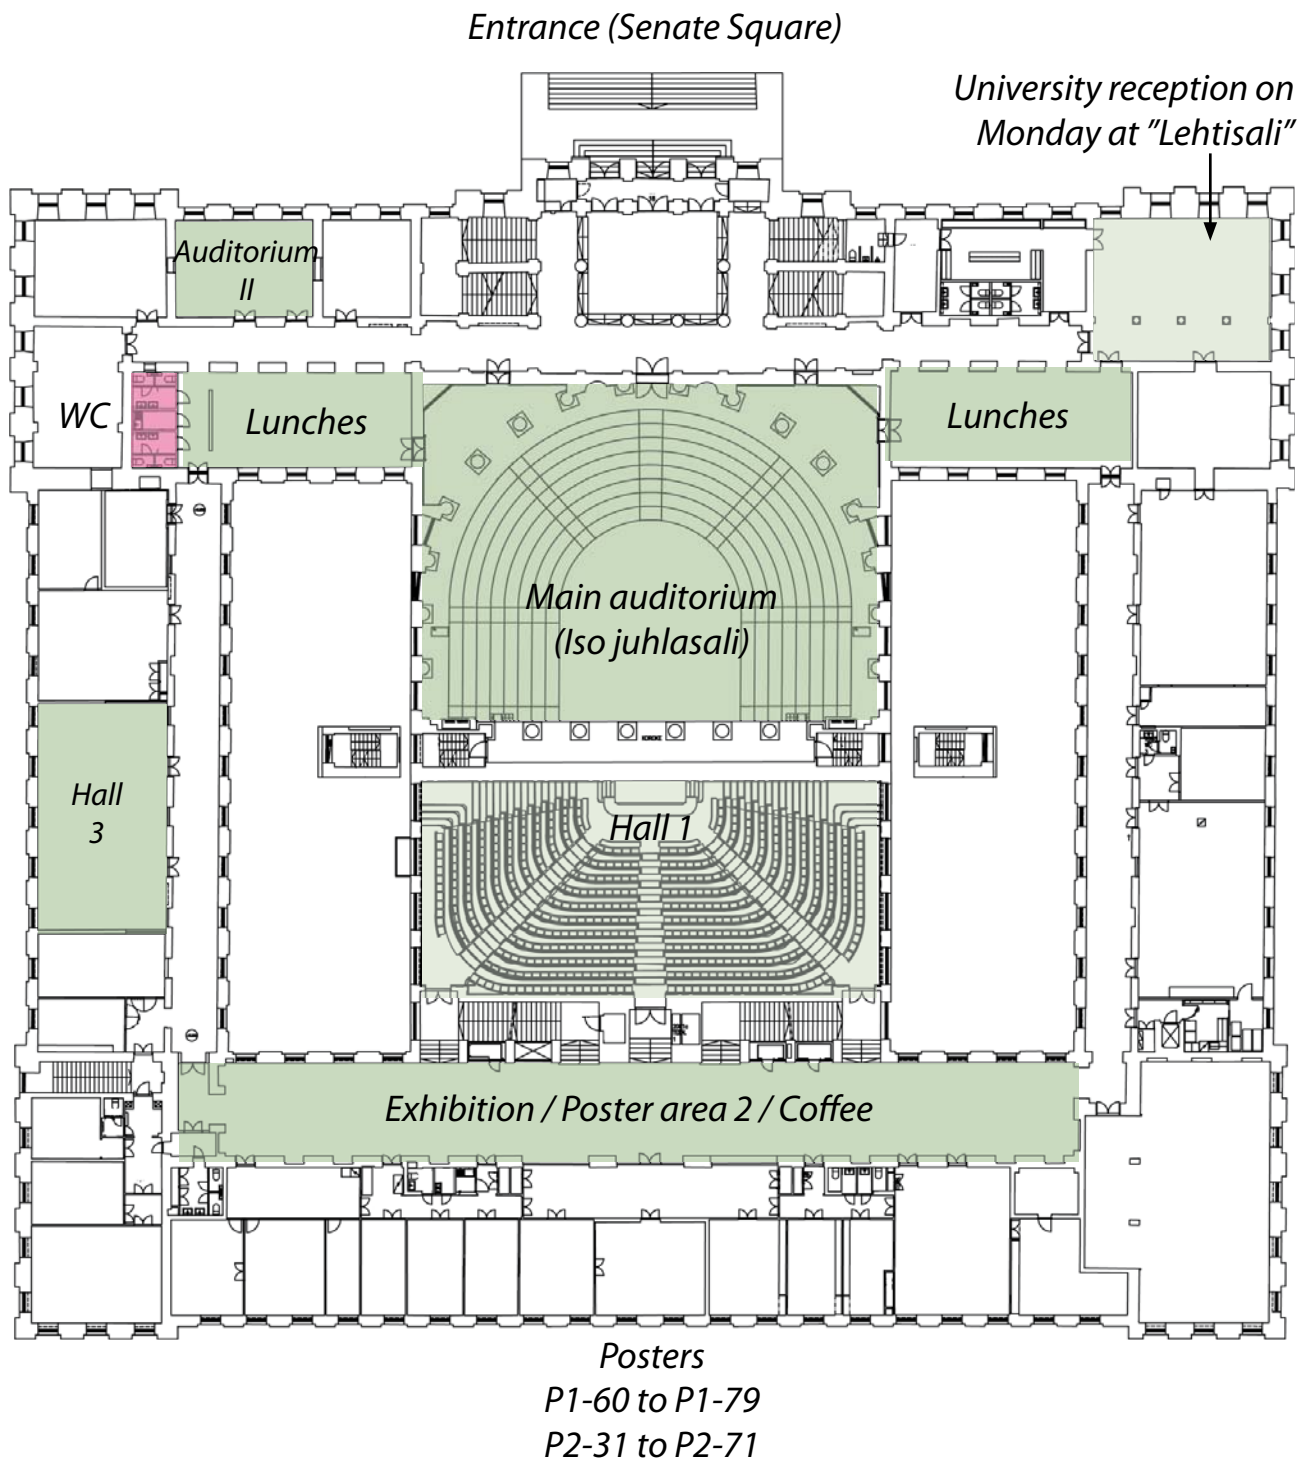 Entrance (Senate Square)
University reception on
Monday at ”Lehtisali”
Auditorium
II
WC
Lunches
Lunches
Main auditorium
(Iso juhlasali)
Hall
3
Hall 1
Exhibition / Poster area 2 / Coffee
Posters
P1-60 to P1-79
P2-31 to P2-71